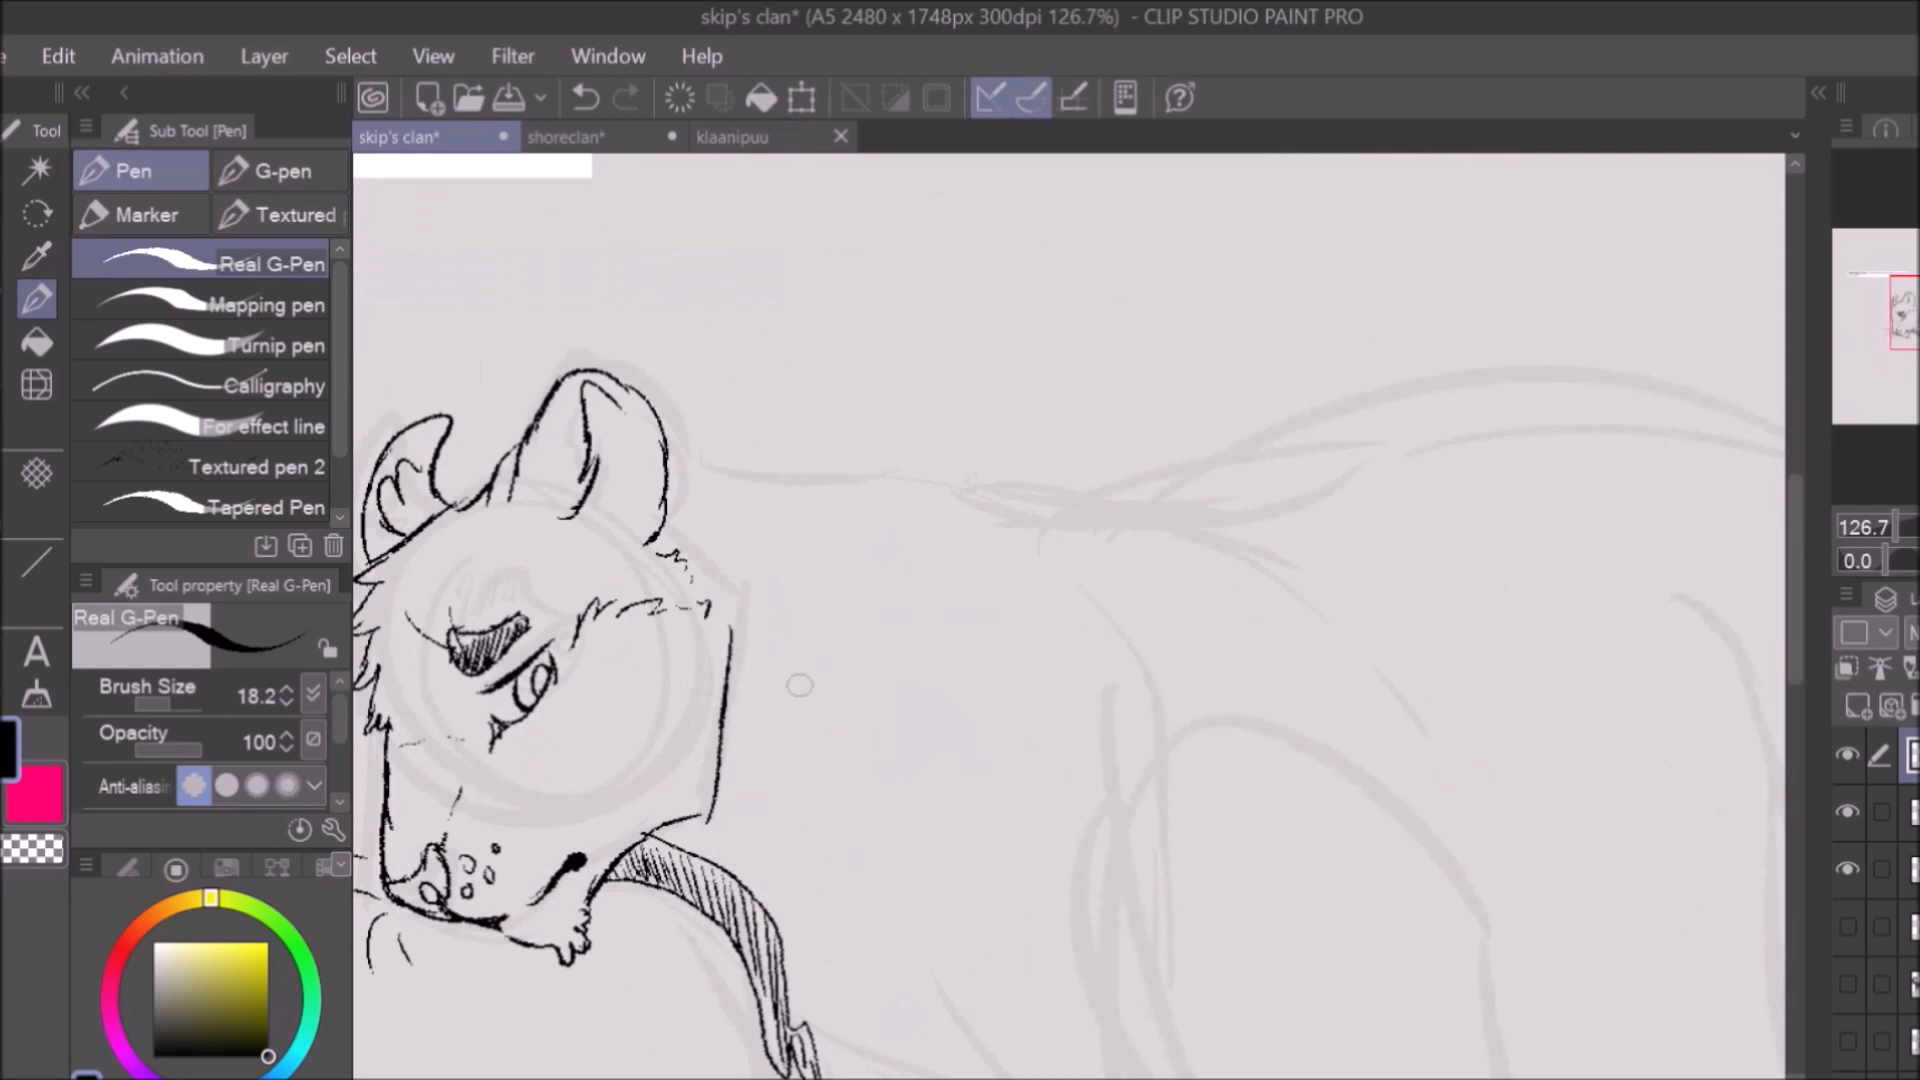 skip's clan* (A5 2480 x 1748px 300dpi 126.7%) - CLIP STUDIO PAINT PRO
Edit Animation Layer Select View Filter Window Help
Tool
Sub Tool [Pen]
skip's clan* shoreclan* klaanipuu
Pen G-pen
Marker Textured
Real G-Pen
Mapping pen
Turnip pen
Calligraphy
For effect line
Textured pen 2
Tapered Pen
Tool property [Real G-Pen]
Real G-Pen
Brush Size 18.2
Opacity 100
Anti-aliasin
126.7
0.0